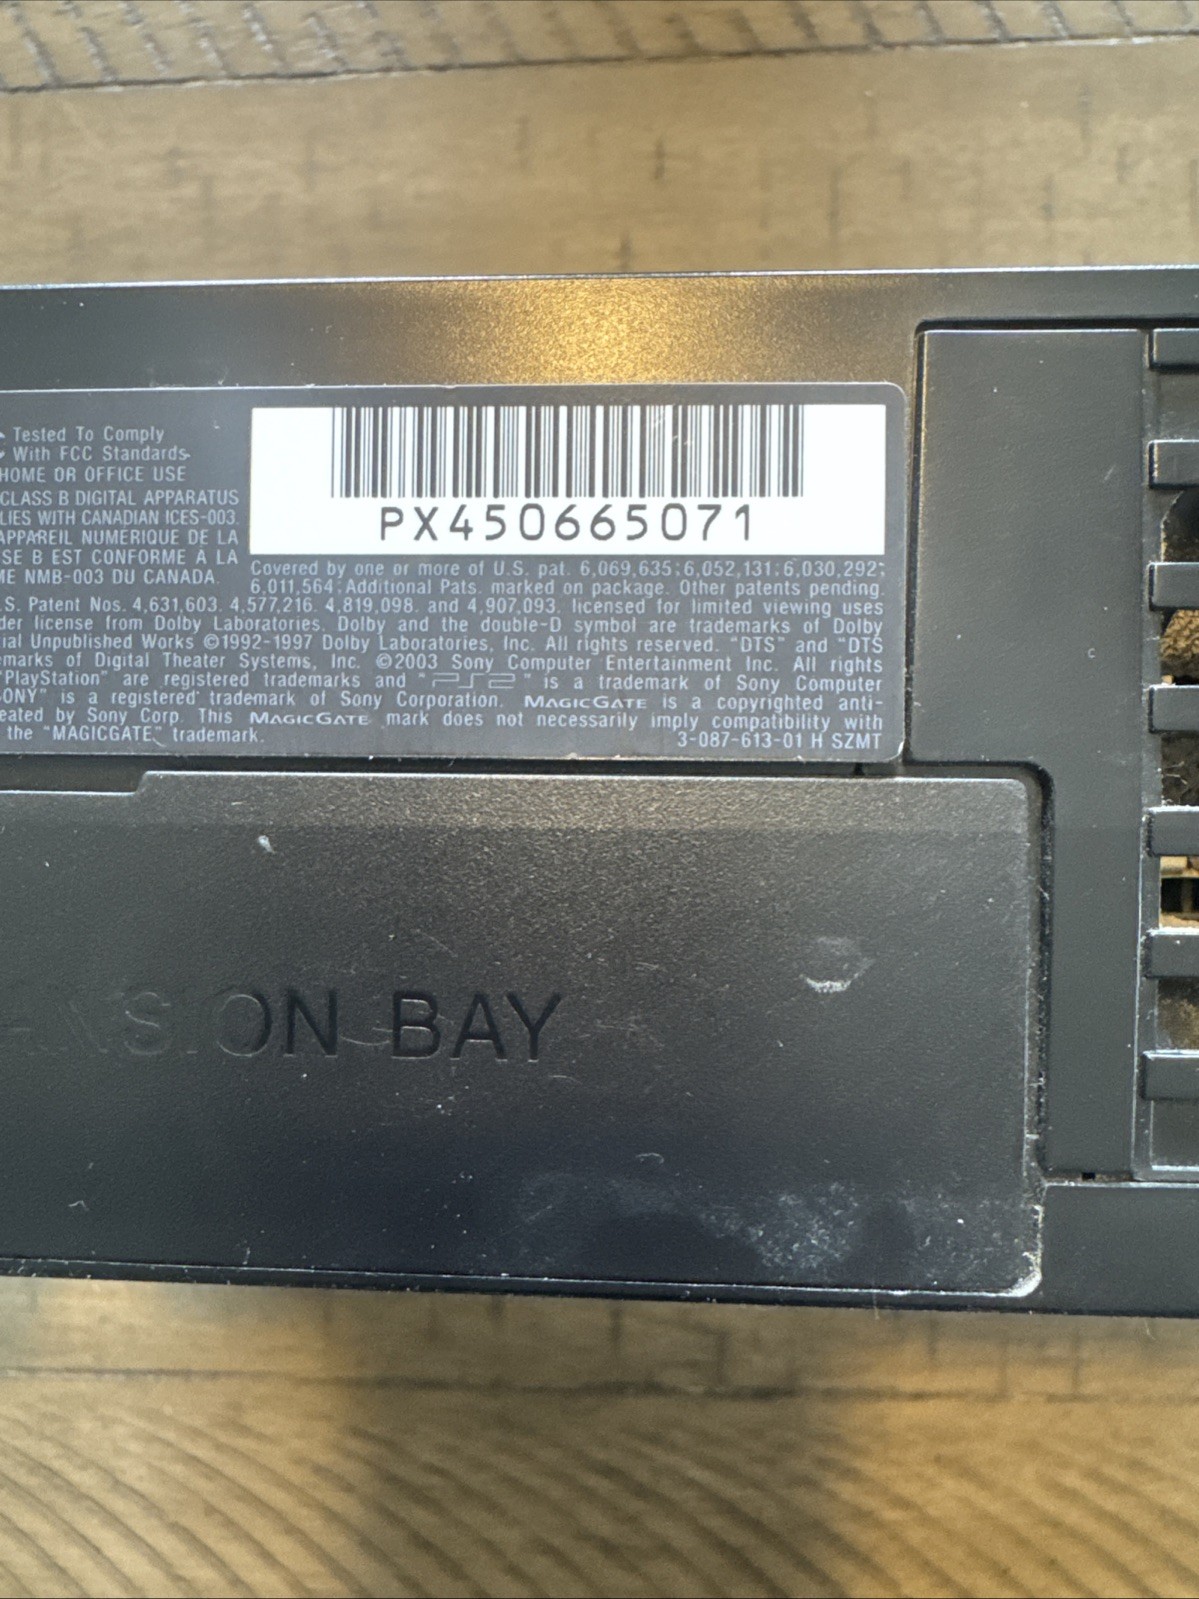 Tested To Comply
With FCC Standards
HOME OR OFFICE USE
CLASS B DIGITAL APPARATUS
LIES WITH CANADIAN ICES-003.
APPAREIL NUMÉRIQUE DE LA
SE B EST CONFORME À LA
ME NMB-003 DU CANADA.
PX450665071
Covered by one or more of U.S. pat. 6,069,635; 6,052,131; 6,030,292;
6,011,564; Additional Pats. marked on package. Other patents pending.
.S. Patent Nos. 4,631,603. 4,577,216. 4,819,098. and 4,907,093. licensed for limited viewing uses
der license from Dolby Laboratories. Dolby and the double-D symbol are trademarks of Dolby
ial Unpublished Works ©1992-1997 Dolby Laboratories, Inc. All rights reserved. "DTS" and "DTS
emarks of Digital Theater Systems, Inc. ©2003 Sony Computer Entertainment Inc. All rights
"PlayStation" are registered trademarks and "PS2" is a trademark of Sony Computer
SONY" is a registered trademark of Sony Corporation. MAGICGATE is a copyrighted anti-
eated by Sony Corp. This MAGICGATE mark does not necessarily imply compatibility with
the "MAGICGATE" trademark.
3-087-613-01 H SZMT
ANSION BAY